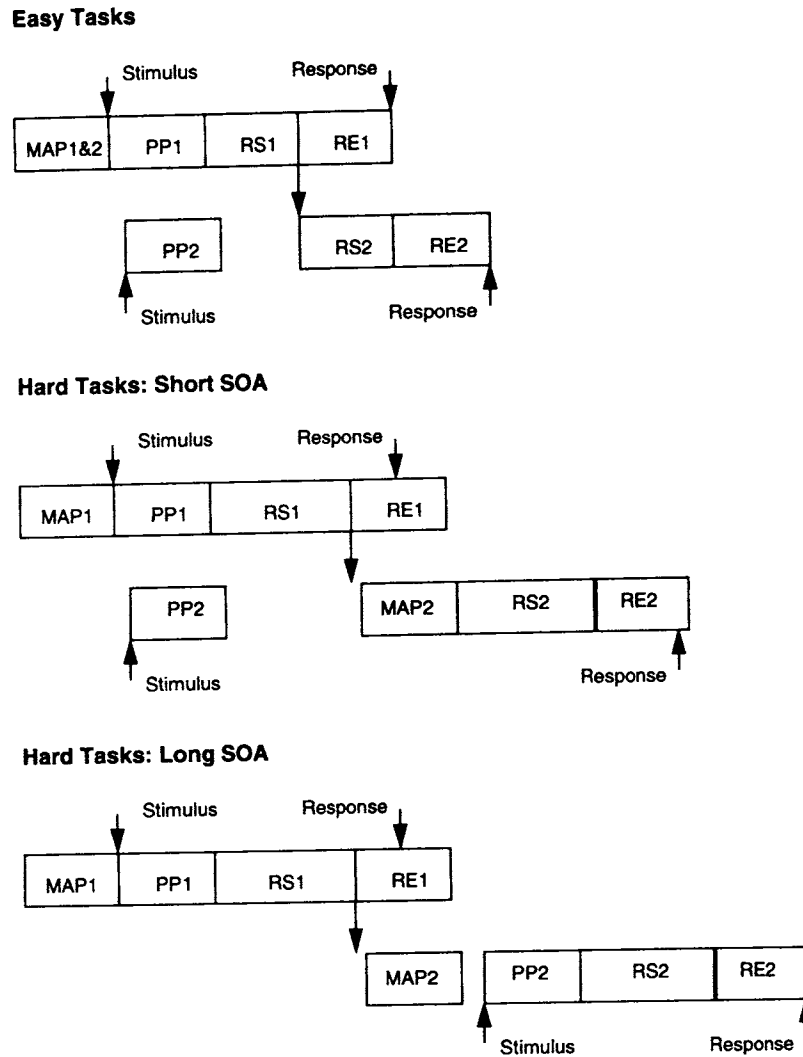 Easy Tasks
Stimulus Response
MAP1&2 PP1 RS1 RE1
PP2 RS2 RE2
Stimulus Response
Hard Tasks: Short SOA
Stimulus Response
MAP1 PP1 RS1 RE1
PP2 MAP2 RS2 RE2
Stimulus Response
Hard Tasks: Long SOA
Stimulus Response
MAP1 PP1 RS1 RE1
MAP2 PP2 RS2 RE2
Stimulus Response